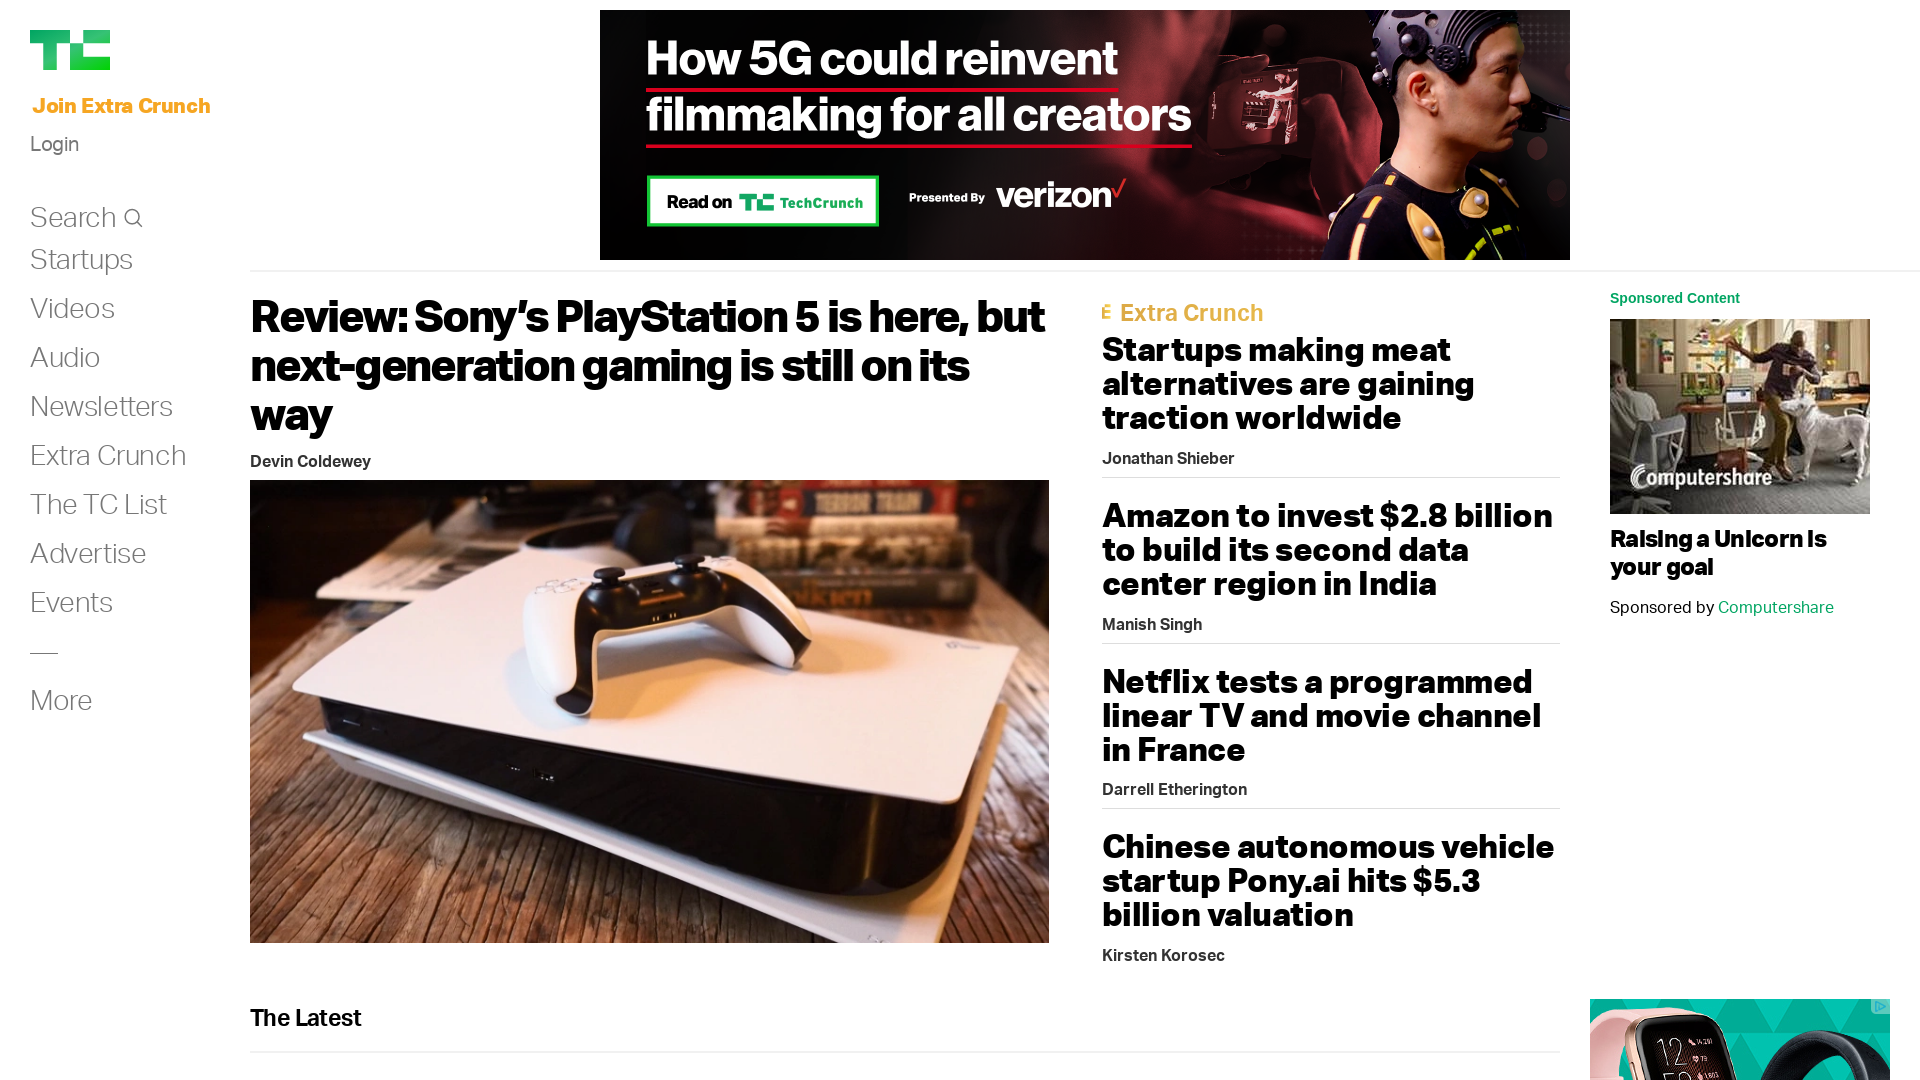 TC
Join Extra Crunch
Login
Search
Startups
Videos
Audio
Newsletters
Extra Crunch
The TC List
Advertise
Events
—
More
How 5G could reinvent
filmmaking for all creators
Read on TC TechCrunch
Presented By verizon✓
Review: Sony’s PlayStation 5 is here, but
next-generation gaming is still on its
way
Devin Coldewey
TERROR TRAIN
Extra Crunch
Startups making meat
alternatives are gaining
traction worldwide
Jonathan Shieber
Amazon to invest $2.8 billion
to build its second data
center region in India
Manish Singh
Netflix tests a programmed
linear TV and movie channel
in France
Darrell Etherington
Chinese autonomous vehicle
startup Pony.ai hits $5.3
billion valuation
Kirsten Korosec
Sponsored Content
Computershare
Raising a Unicorn is
your goal
Sponsored by Computershare
The Latest
12